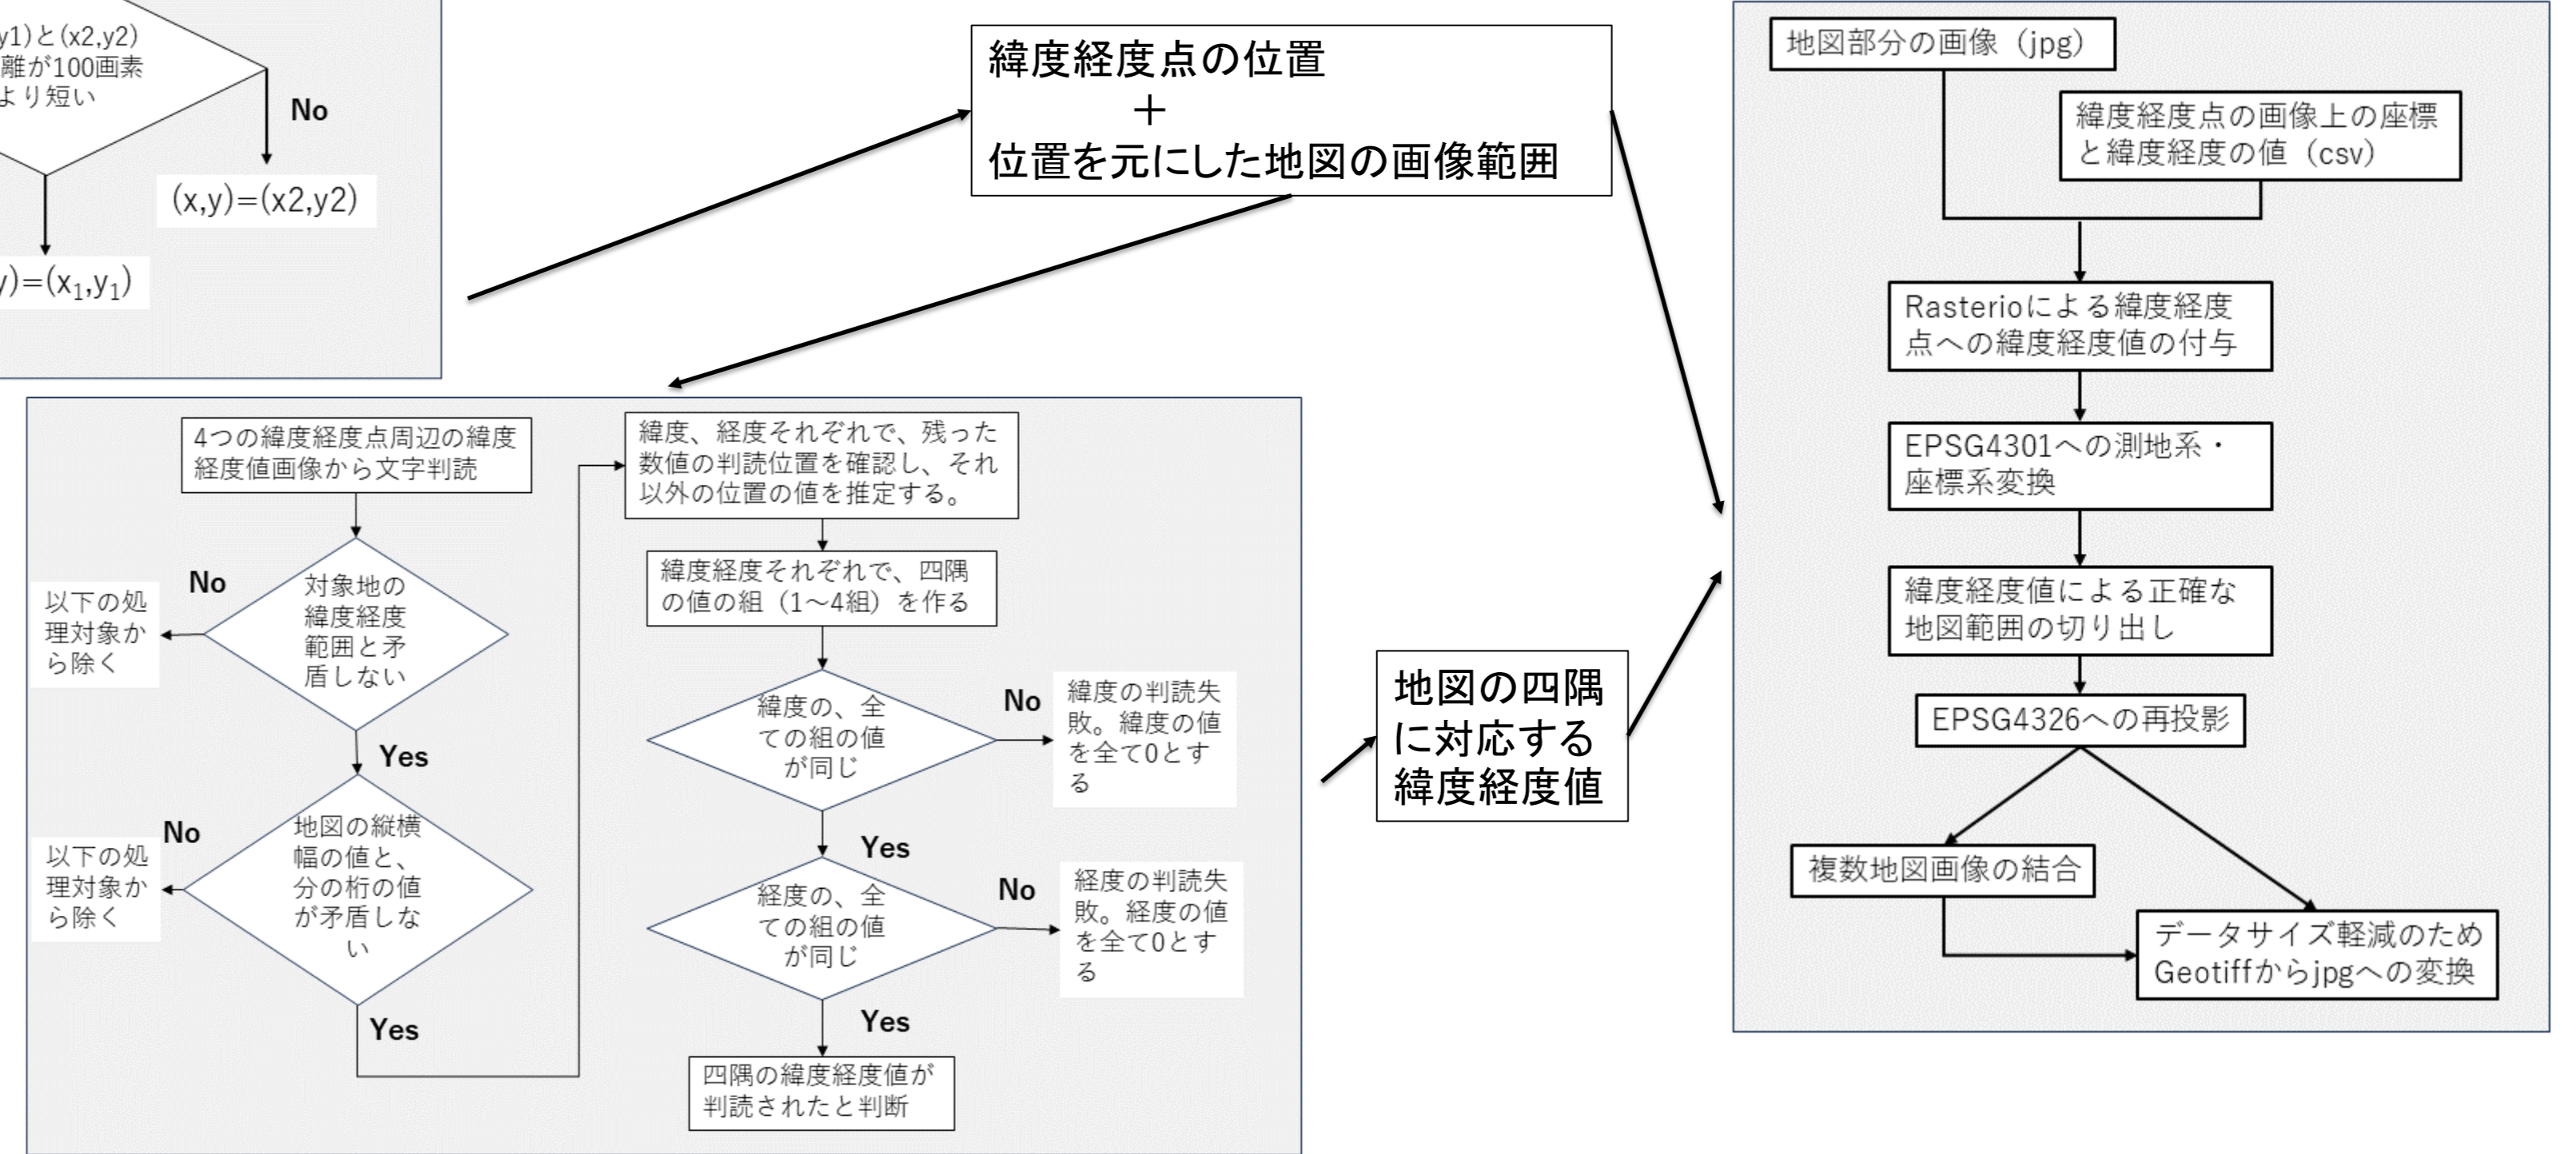 y1)と(x2,y2)
離が100画素
より短い
No
(x,y)=(x2,y2)
y)=(x1,y1)
緯度経度点の位置
+
位置を元にした地図の画像範囲
4つの緯度経度点周辺の緯度
経度値画像から文字判読
対象地の
緯度経度
範囲と矛
盾しない
No
以下の処
理対象か
ら除く
Yes
地図の縦横
幅の値と、
分の桁の値
が矛盾しな
い
No
以下の処
理対象か
ら除く
Yes
緯度、経度それぞれで、残った
数値の判読位置を確認し、それ
以外の位置の値を推定する。
緯度経度それぞれで、四隅
の値の組（1～4組）を作る
緯度の、全
ての組の値
が同じ
No
緯度の判読失
敗。緯度の値
を全て0とす
る
Yes
経度の、全
ての組の値
が同じ
No
経度の判読失
敗。経度の値
を全て0とす
る
Yes
四隅の緯度経度値が
判読されたと判断
地図の四隅
に対応する
緯度経度値
地図部分の画像（jpg）
緯度経度点の画像上の座標
と緯度経度の値（csv）
Rasterioによる緯度経度
点への緯度経度値の付与
EPSG4301への測地系・
座標系変換
緯度経度値による正確な
地図範囲の切り出し
EPSG4326への再投影
複数地図画像の結合
データサイズ軽減のため
Geotiffからjpgへの変換